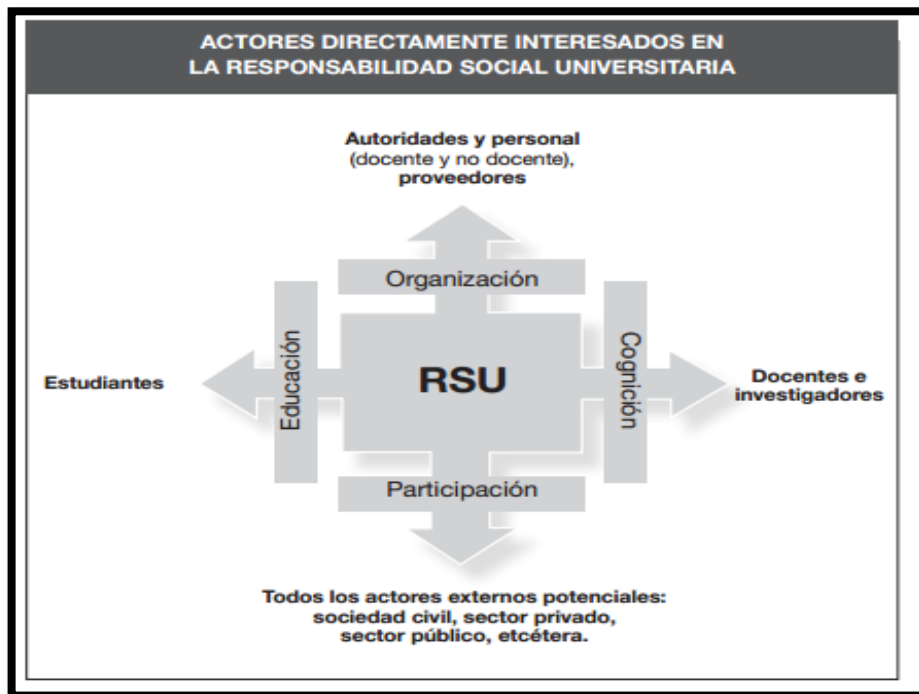 ACTORES DIRECTAMENTE INTERESADOS EN
LA RESPONSABILIDAD SOCIAL UNIVERSITARIA
Autoridades y personal
(docente y no docente),
proveedores
Organización
Educación
Cognición
Estudiantes
RSU
Docentes e
investigadores
Participación
Todos los actores externos potenciales:
sociedad civil, sector privado,
sector público, etcétera.